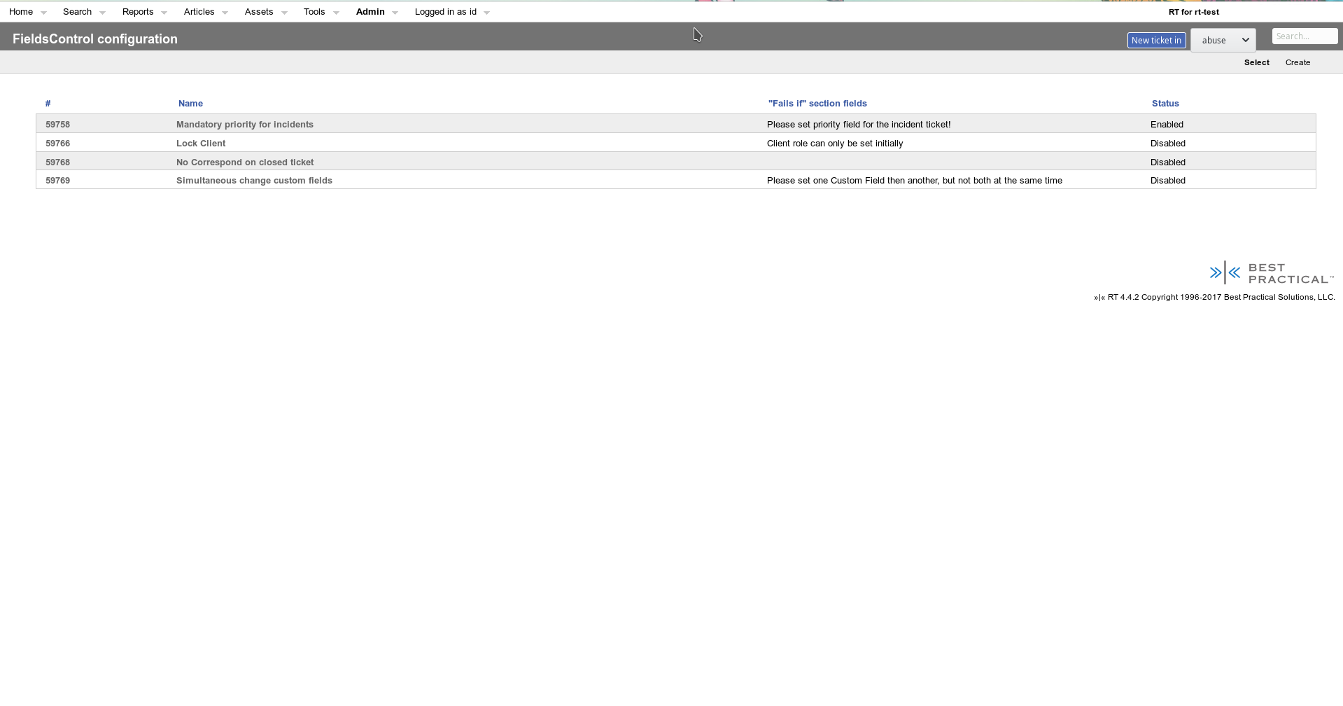 Home Search Reports Articles Assets Tools Admin Logged in as id RT for rt-test
FieldsControl configuration New ticket in abuse Search...
Select Create
# Name "Fails if" section fields Status
59758 Mandatory priority for incidents Please set priority field for the incident ticket! Enabled
59766 Lock Client Client role can only be set initially Disabled
59768 No Correspond on closed ticket Disabled
59769 Simultaneous change custom fields Please set one Custom Field then another, but not both at the same time Disabled
»|« BEST
PRACTICAL™
»|« RT 4.4.2 Copyright 1996-2017 Best Practical Solutions, LLC.